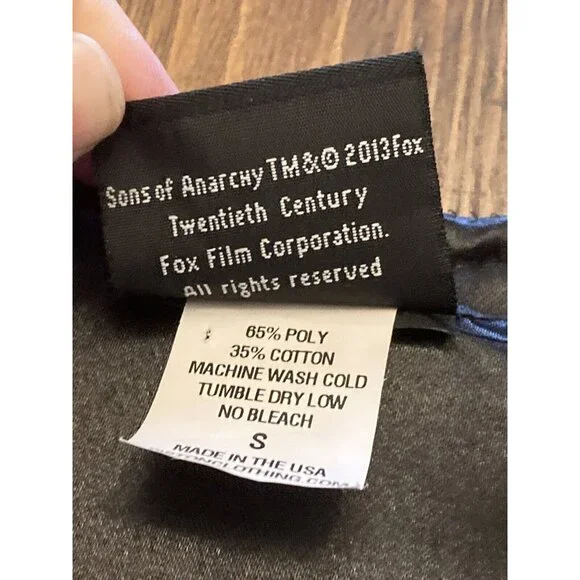 Sons of Anarchy TM&© 2013 Fox
Twentieth Century
Fox Film Corporation.
All rights reserved
65% POLY
35% COTTON
MACHINE WASH COLD
TUMBLE DRY LOW
NO BLEACH
S
MADE IN THE USA